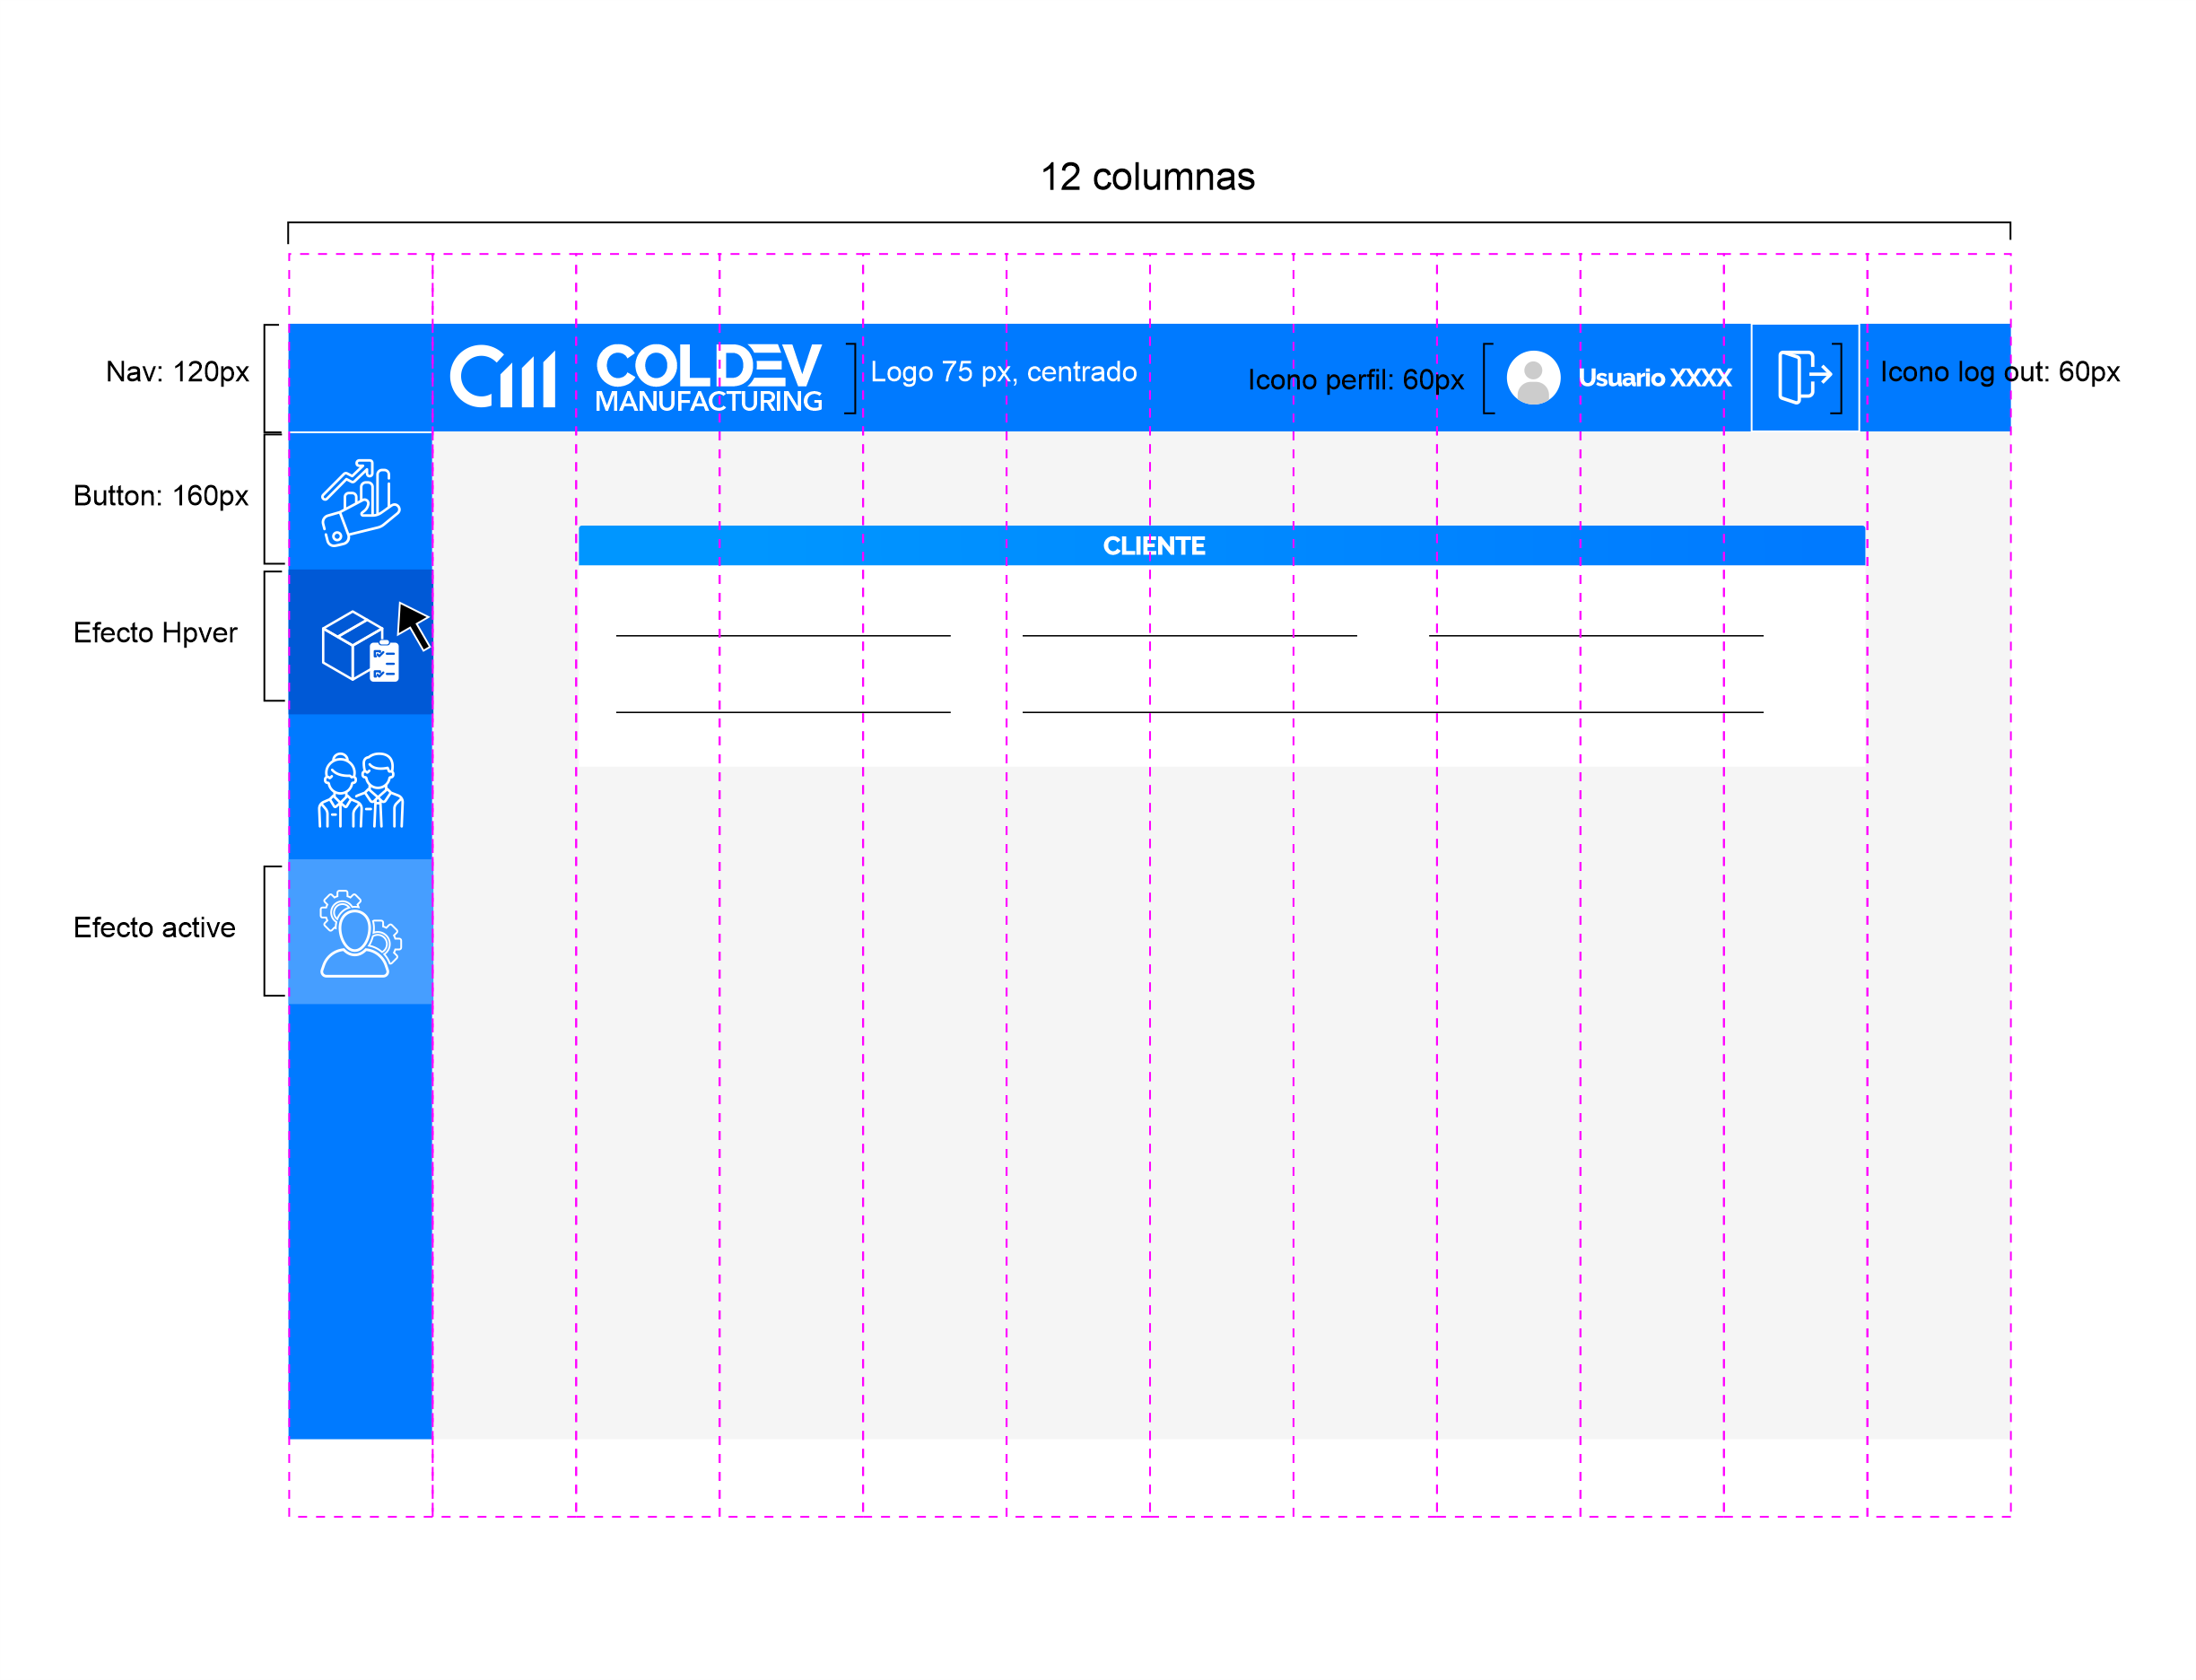 12 columnas
Nav: 120px
CM COLDEV
MANUFACTURING
Logo 75 px, centrado
Icono perfil: 60px
Usuario XXXX
Icono log out: 60px
Button: 160px
CLIENTE
Efecto Hpver
Efecto active